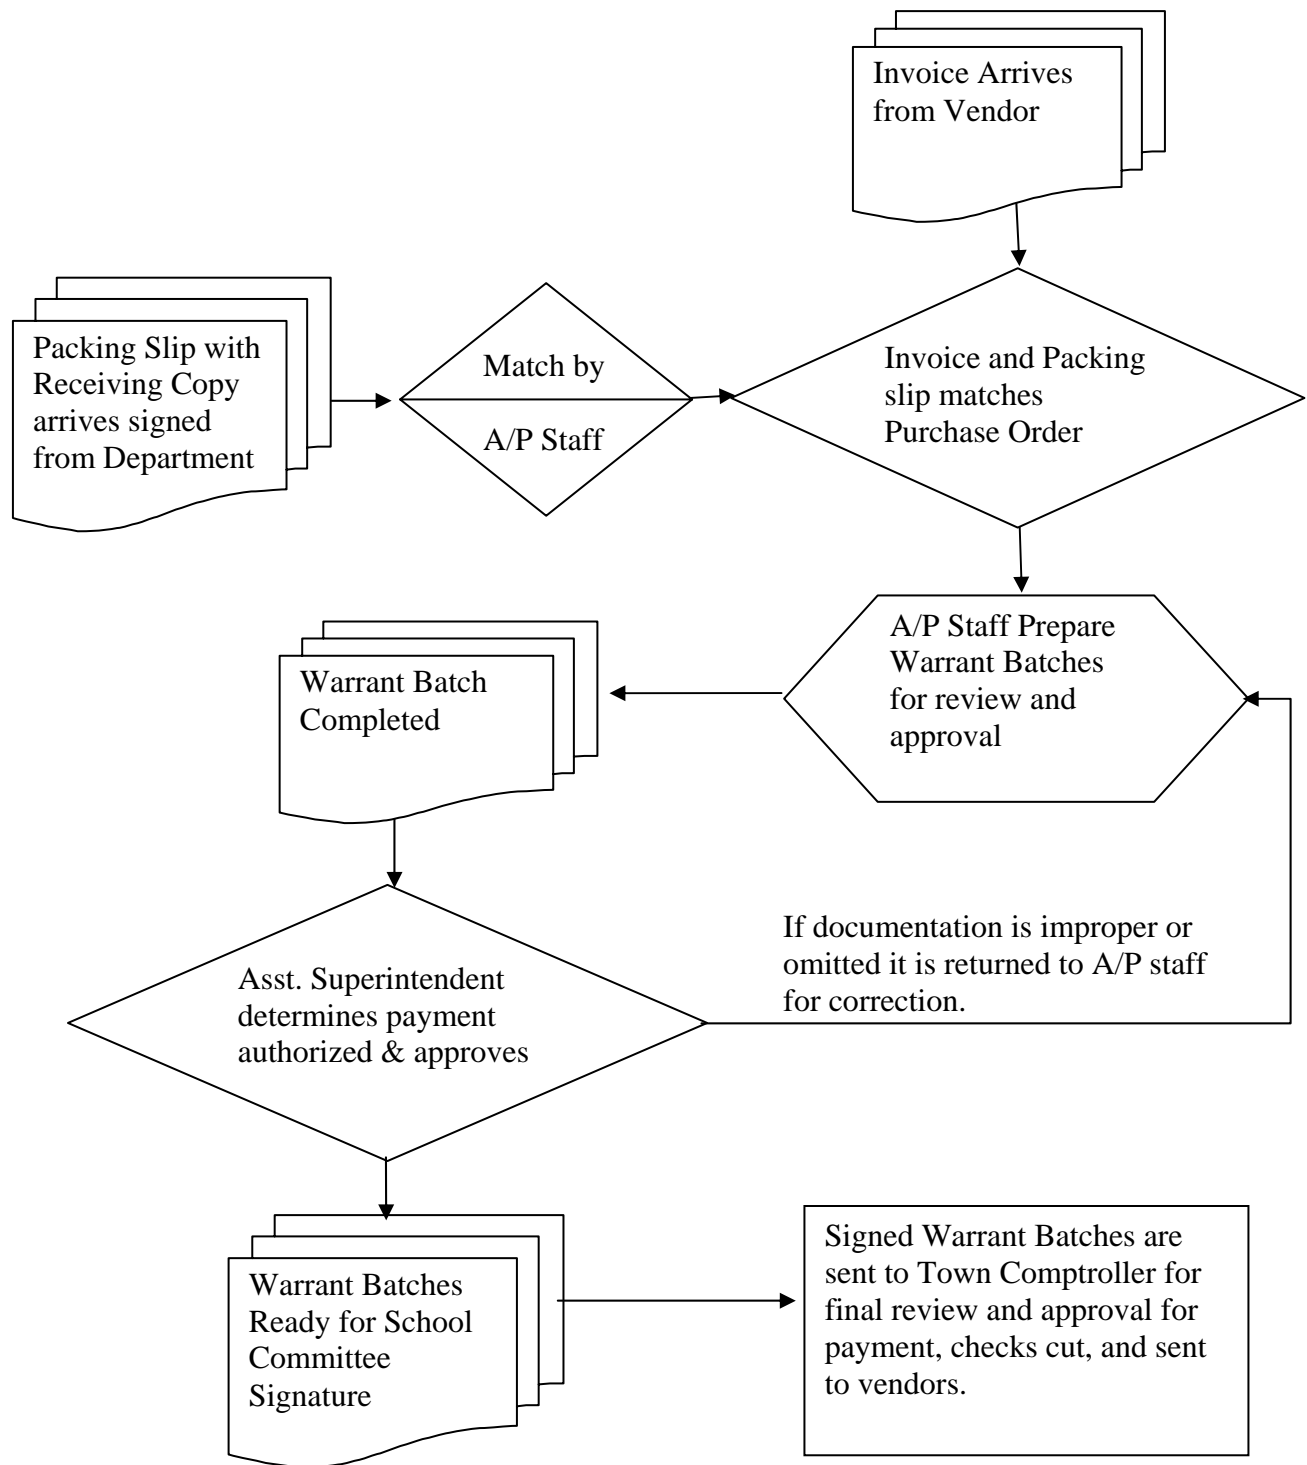 Invoice Arrives
from Vendor
Packing Slip with
Receiving Copy
arrives signed
from Department
Match by
A/P Staff
Invoice and Packing
slip matches
Purchase Order
A/P Staff Prepare
Warrant Batches
for review and
approval
Warrant Batch
Completed
If documentation is improper or
omitted it is returned to A/P staff
for correction.
Asst. Superintendent
determines payment
authorized & approves
Warrant Batches
Ready for School
Committee
Signature
Signed Warrant Batches are
sent to Town Comptroller for
final review and approval for
payment, checks cut, and sent
to vendors.